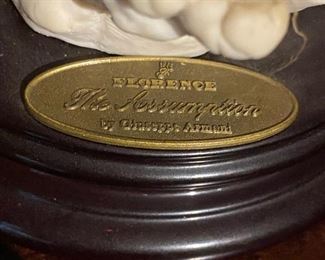 FLORENCE
The Assumption
by Giuseppe Armani